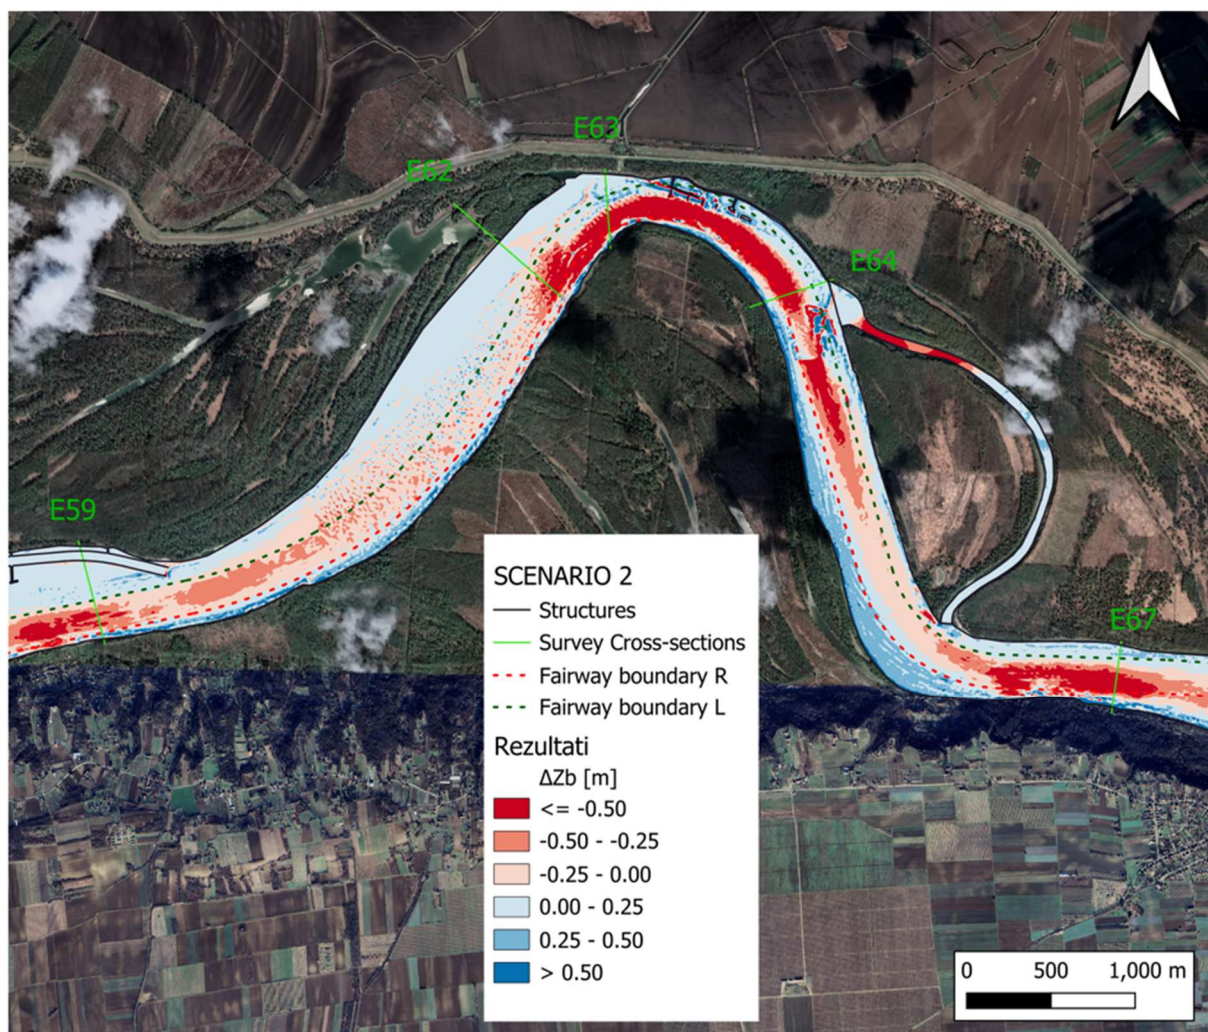 E63
E62
E64
E59
E67
SCENARIO 2
Structures
Survey Cross-sections
Fairway boundary R
Fairway boundary L
Rezultati
ΔZb [m]
<= -0.50
-0.50 - -0.25
-0.25 - 0.00
0.00 - 0.25
0.25 - 0.50
> 0.50
0 500 1,000 m